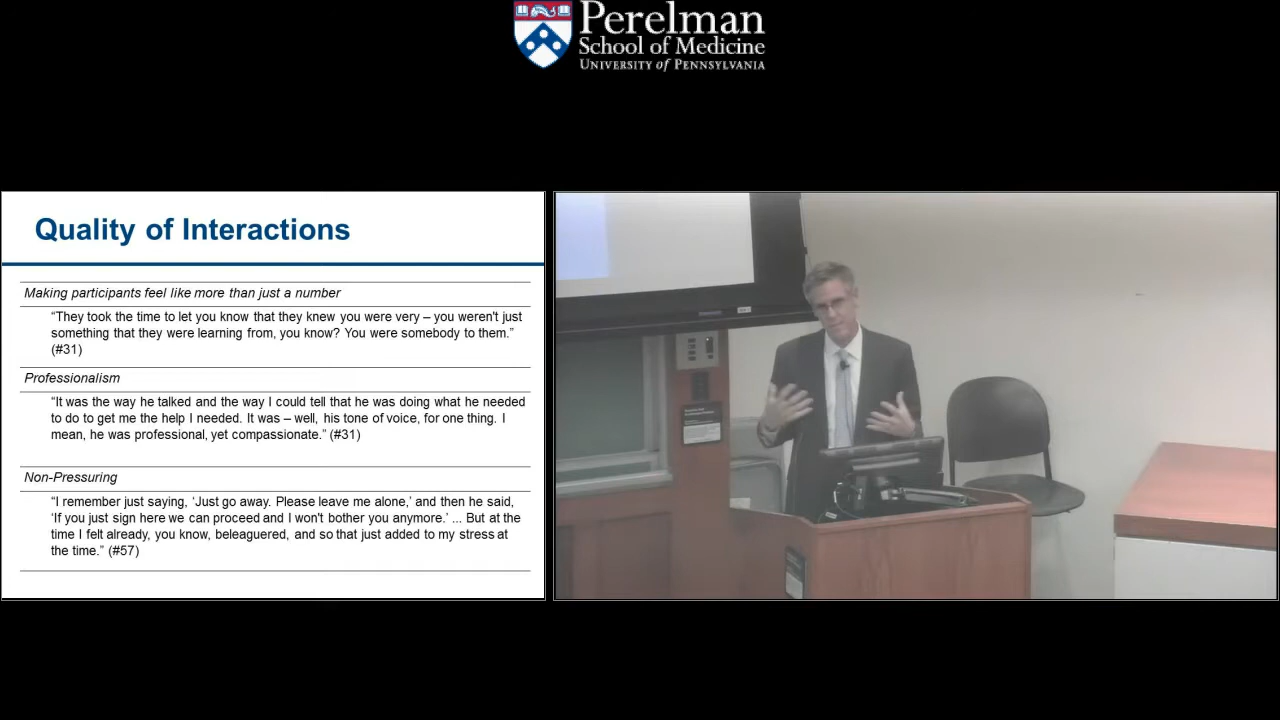 Perelman
School of Medicine
UNIVERSITY of PENNSYLVANIA
Quality of Interactions
Making participants feel like more than just a number
“They took the time to let you know that they knew you were very – you weren't just
something that they were learning from, you know? You were somebody to them.”
(#31)
Professionalism
“It was the way he talked and the way I could tell that he was doing what he needed
to do to get me the help I needed. It was – well, his tone of voice, for one thing. I
mean, he was professional, yet compassionate.” (#31)
Non-Pressuring
“I remember just saying, ‘Just go away. Please leave me alone,’ and then he said,
‘If you just sign here we can proceed and I won't bother you anymore.’ ... But at the
time I felt already, you know, beleaguered, and so that just added to my stress at
the time.” (#57)